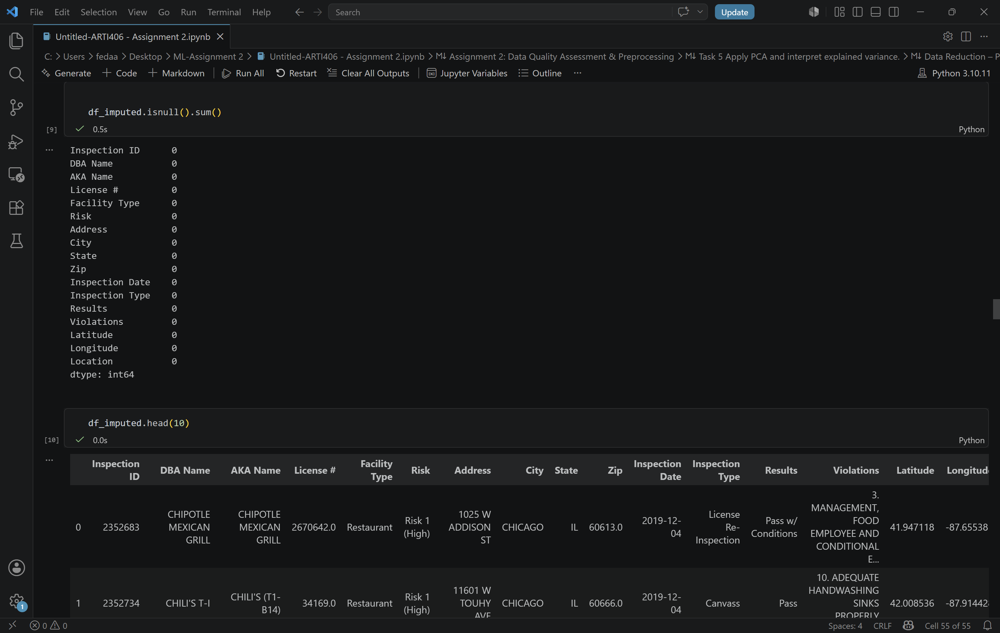 File Edit Selection View Go Run Terminal Help Search Update
Untitled-ARTI406 - Assignment 2.ipynb
C: > Users > fedaa > Desktop > ML-Assignment 2 > Untitled-ARTI406 - Assignment 2.ipynb > M↓ Assignment 2: Data Quality Assessment & Preprocessing > M↓ Task 5 Apply PCA and interpret explained variance. > M↓ Data Reduction – P
Generate + Code + Markdown Run All Restart Clear All Outputs Jupyter Variables Outline ... Python 3.10.11
df_imputed.isnull().sum()
[9] 0.5s Python
Inspection ID 0
DBA Name 0
AKA Name 0
License # 0
Facility Type 0
Risk 0
Address 0
City 0
State 0
Zip 0
Inspection Date 0
Inspection Type 0
Results 0
Violations 0
Latitude 0
Longitude 0
Location 0
dtype: int64
df_imputed.head(10)
[10] 0.0s Python
Inspection ID DBA Name AKA Name License # Facility Type Risk Address City State Zip Inspection Date Inspection Type Results Violations Latitude Longitud
0 2352683 CHIPOTLE MEXICAN GRILL CHIPOTLE MEXICAN GRILL 2670642.0 Restaurant Risk 1 (High) 1025 W ADDISON ST CHICAGO IL 60613.0 2019-12-04 License Re-Inspection Pass w/ Conditions 3. MANAGEMENT, FOOD EMPLOYEE AND CONDITIONAL E... 41.947118 -87.65538
1 2352734 CHILI'S T-I CHILI'S (T1-B14) 34169.0 Restaurant Risk 1 (High) 11601 W TOUHY AVE CHICAGO IL 60666.0 2019-12-04 Canvass Pass 10. ADEQUATE HANDWASHING SINKS PROPERLY 42.008536 -87.91442
1
0 0 Spaces: 4 CRLF Cell 55 of 55